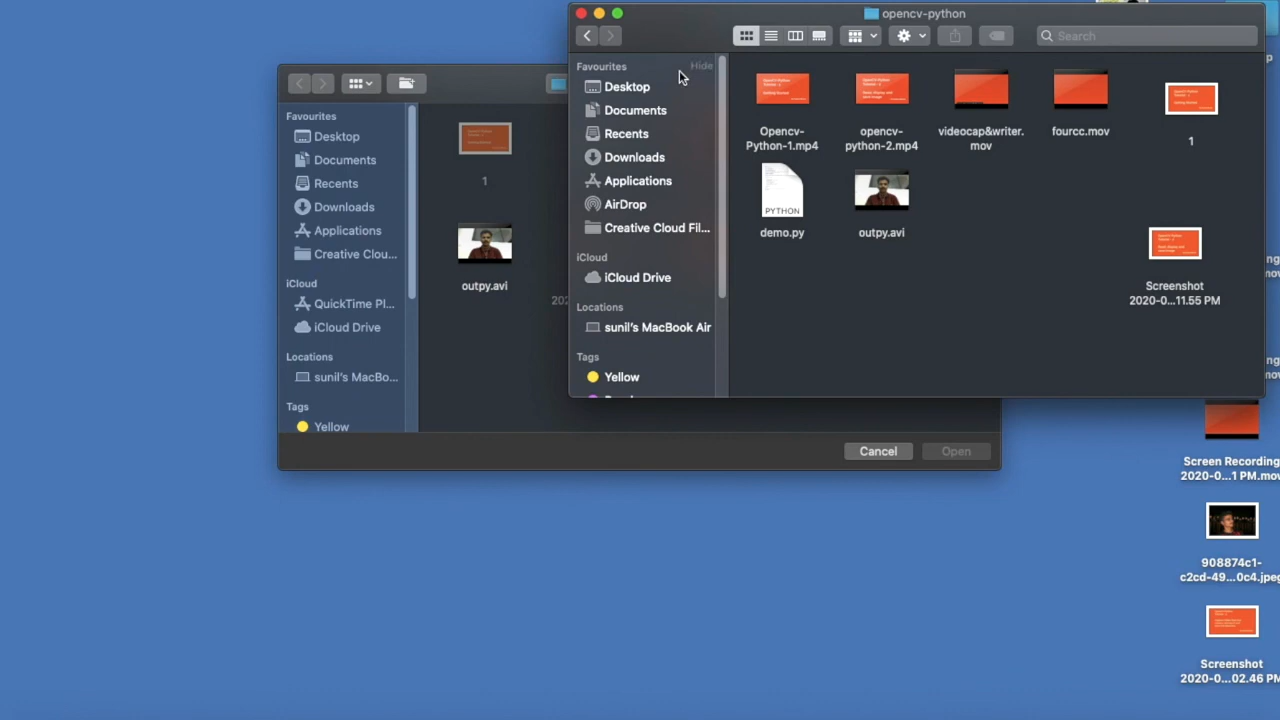 opencv-python
Search
Favourites
Hide
Desktop
Documents
Recents
Downloads
Applications
AirDrop
Creative Cloud Fil...
iCloud
iCloud Drive
Locations
sunil's MacBook Air
Tags
Yellow
Opencv-
Python-1.mp4
opencv-
python-2.mp4
videocap&writer.
mov
fourcc.mov
1
PYTHON
demo.py
outpy.avi
Screenshot
2020-0...11.55 PM
Favourites
Desktop
Documents
Recents
Downloads
Applications
Creative Clou...
iCloud
QuickTime Pl...
iCloud Drive
Locations
sunil's MacBo...
Tags
Yellow
1
outpy.avi
Cancel
Open
Screen Recording
2020-0...1 PM.mov
908874c1-
c2cd-49...0c4.jpeg
Screenshot
2020-0...02.46 PM